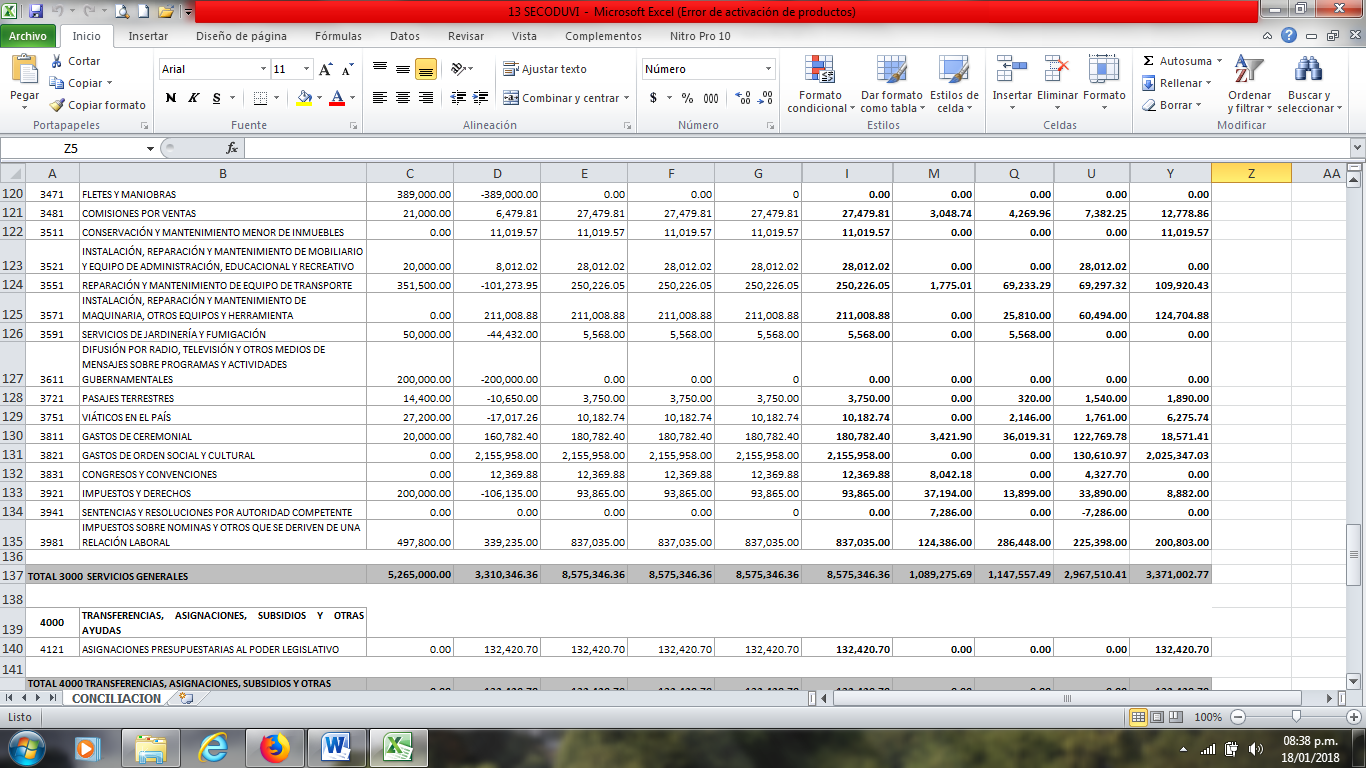 13 SECODUVI - Microsoft Excel (Error de activación de productos)
Archivo Inicio Insertar Diseño de página Fórmulas Datos Revisar Vista Complementos Nitro Pro 10
Pegar
Cortar
Copiar
Copiar formato
Portapapeles
Arial 11
N K S
Fuente
Ajustar texto
Combinar y centrar
Alineación
Número
$ % 000
Número
Formato condicional
Dar formato como tabla
Estilos de celda
Estilos
Insertar Eliminar Formato
Celdas
Autosuma
Rellenar
Borrar
Ordenar y filtrar
Buscar y seleccionar
Modificar
Z5 fx
A B C D E F G I M Q U Y Z AA
120 3471 FLETES Y MANIOBRAS 389,000.00 -389,000.00 0.00 0.00 0 0.00 0.00 0.00 0.00 0.00
121 3481 COMISIONES POR VENTAS 21,000.00 6,479.81 27,479.81 27,479.81 27,479.81 27,479.81 3,048.74 4,269.96 7,382.25 12,778.86
122 3511 CONSERVACIÓN Y MANTENIMIENTO MENOR DE INMUEBLES 0.00 11,019.57 11,019.57 11,019.57 11,019.57 11,019.57 0.00 0.00 0.00 11,019.57
INSTALACIÓN, REPARACIÓN Y MANTENIMIENTO DE MOBILIARIO
123 3521 Y EQUIPO DE ADMINISTRACIÓN, EDUCACIONAL Y RECREATIVO 20,000.00 8,012.02 28,012.02 28,012.02 28,012.02 28,012.02 0.00 0.00 28,012.02 0.00
124 3551 REPARACIÓN Y MANTENIMIENTO DE EQUIPO DE TRANSPORTE 351,500.00 -101,273.95 250,226.05 250,226.05 250,226.05 250,226.05 1,775.01 69,233.29 69,297.32 109,920.43
INSTALACIÓN, REPARACIÓN Y MANTENIMIENTO DE
125 3571 MAQUINARIA, OTROS EQUIPOS Y HERRAMIENTA 0.00 211,008.88 211,008.88 211,008.88 211,008.88 211,008.88 0.00 25,810.00 60,494.00 124,704.88
126 3591 SERVICIOS DE JARDINERÍA Y FUMIGACIÓN 50,000.00 -44,432.00 5,568.00 5,568.00 5,568.00 5,568.00 0.00 5,568.00 0.00 0.00
DIFUSIÓN POR RADIO, TELEVISIÓN Y OTROS MEDIOS DE
MENSAJES SOBRE PROGRAMAS Y ACTIVIDADES
127 3611 GUBERNAMENTALES 200,000.00 -200,000.00 0.00 0.00 0 0.00 0.00 0.00 0.00 0.00
128 3721 PASAJES TERRESTRES 14,400.00 -10,650.00 3,750.00 3,750.00 3,750.00 3,750.00 0.00 320.00 1,540.00 1,890.00
129 3751 VIÁTICOS EN EL PAÍS 27,200.00 -17,017.26 10,182.74 10,182.74 10,182.74 10,182.74 0.00 2,146.00 1,761.00 6,275.74
130 3811 GASTOS DE CEREMONIAL 20,000.00 160,782.40 180,782.40 180,782.40 180,782.40 180,782.40 3,421.90 36,019.31 122,769.78 18,571.41
131 3821 GASTOS DE ORDEN SOCIAL Y CULTURAL 0.00 2,155,958.00 2,155,958.00 2,155,958.00 2,155,958.00 2,155,958.00 0.00 0.00 130,610.97 2,025,347.03
132 3831 CONGRESOS Y CONVENCIONES 0.00 12,369.88 12,369.88 12,369.88 12,369.88 12,369.88 8,042.18 0.00 4,327.70 0.00
133 3921 IMPUESTOS Y DERECHOS 200,000.00 -106,135.00 93,865.00 93,865.00 93,865.00 93,865.00 37,194.00 13,899.00 33,890.00 8,882.00
134 3941 SENTENCIAS Y RESOLUCIONES POR AUTORIDAD COMPETENTE 0.00 0.00 0.00 0.00 0 0.00 7,286.00 0.00 -7,286.00 0.00
IMPUESTOS SOBRE NOMINAS Y OTROS QUE SE DERIVEN DE UNA
135 3981 RELACIÓN LABORAL 497,800.00 339,235.00 837,035.00 837,035.00 837,035.00 837,035.00 124,386.00 286,448.00 225,398.00 200,803.00
136
137 TOTAL 3000 SERVICIOS GENERALES 5,265,000.00 3,310,346.36 8,575,346.36 8,575,346.36 8,575,346.36 8,575,346.36 1,089,275.69 1,147,557.49 2,967,510.41 3,371,002.77
138
TRANSFERENCIAS, ASIGNACIONES, SUBSIDIOS Y OTRAS
139 4000 AYUDAS
140 4121 ASIGNACIONES PRESUPUESTARIAS AL PODER LEGISLATIVO 0.00 132,420.70 132,420.70 132,420.70 132,420.70 132,420.70 0.00 0.00 0.00 132,420.70
141
TOTAL 4000 TRANSFERENCIAS, ASIGNACIONES, SUBSIDIOS Y OTRAS
CONCILIACION
Listo 100%
08:38 p.m.
18/01/2018